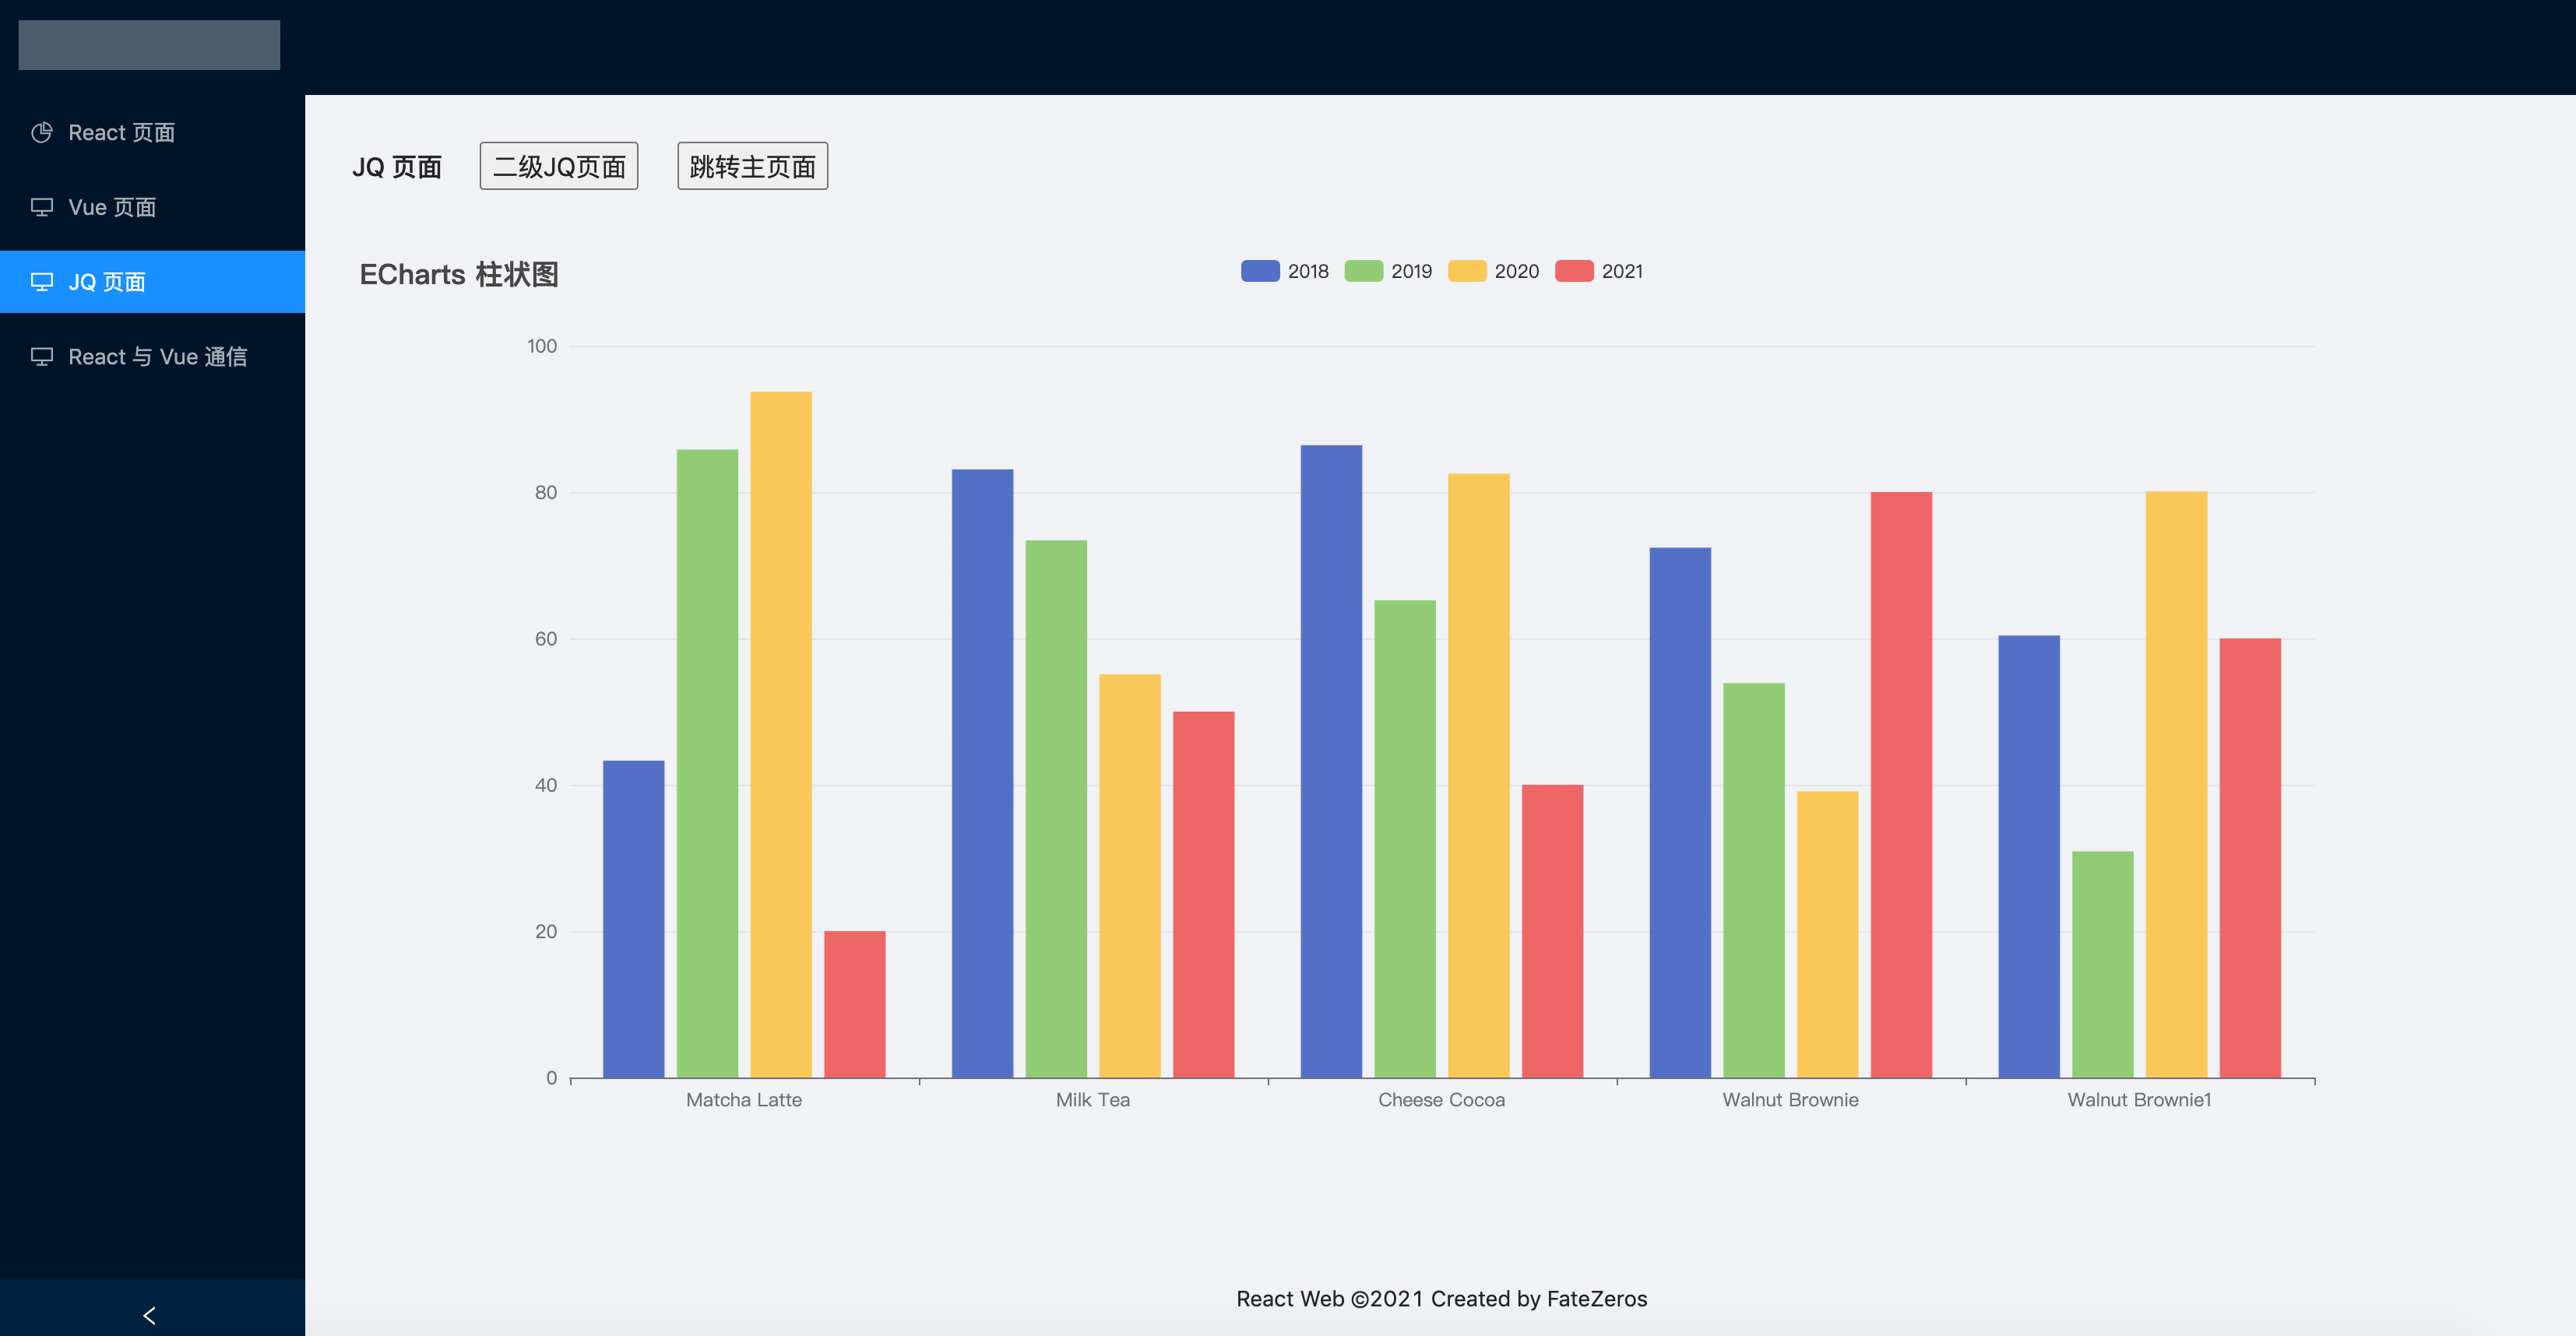 React 页面
Vue 页面
JQ 页面
React 与 Vue 通信
JQ 页面 二级JQ页面 跳转主页面
ECharts 柱状图
2018 2019 2020 2021
100
80
60
40
20
0
Matcha Latte Milk Tea Cheese Cocoa Walnut Brownie Walnut Brownie1
React Web ©2021 Created by FateZeros